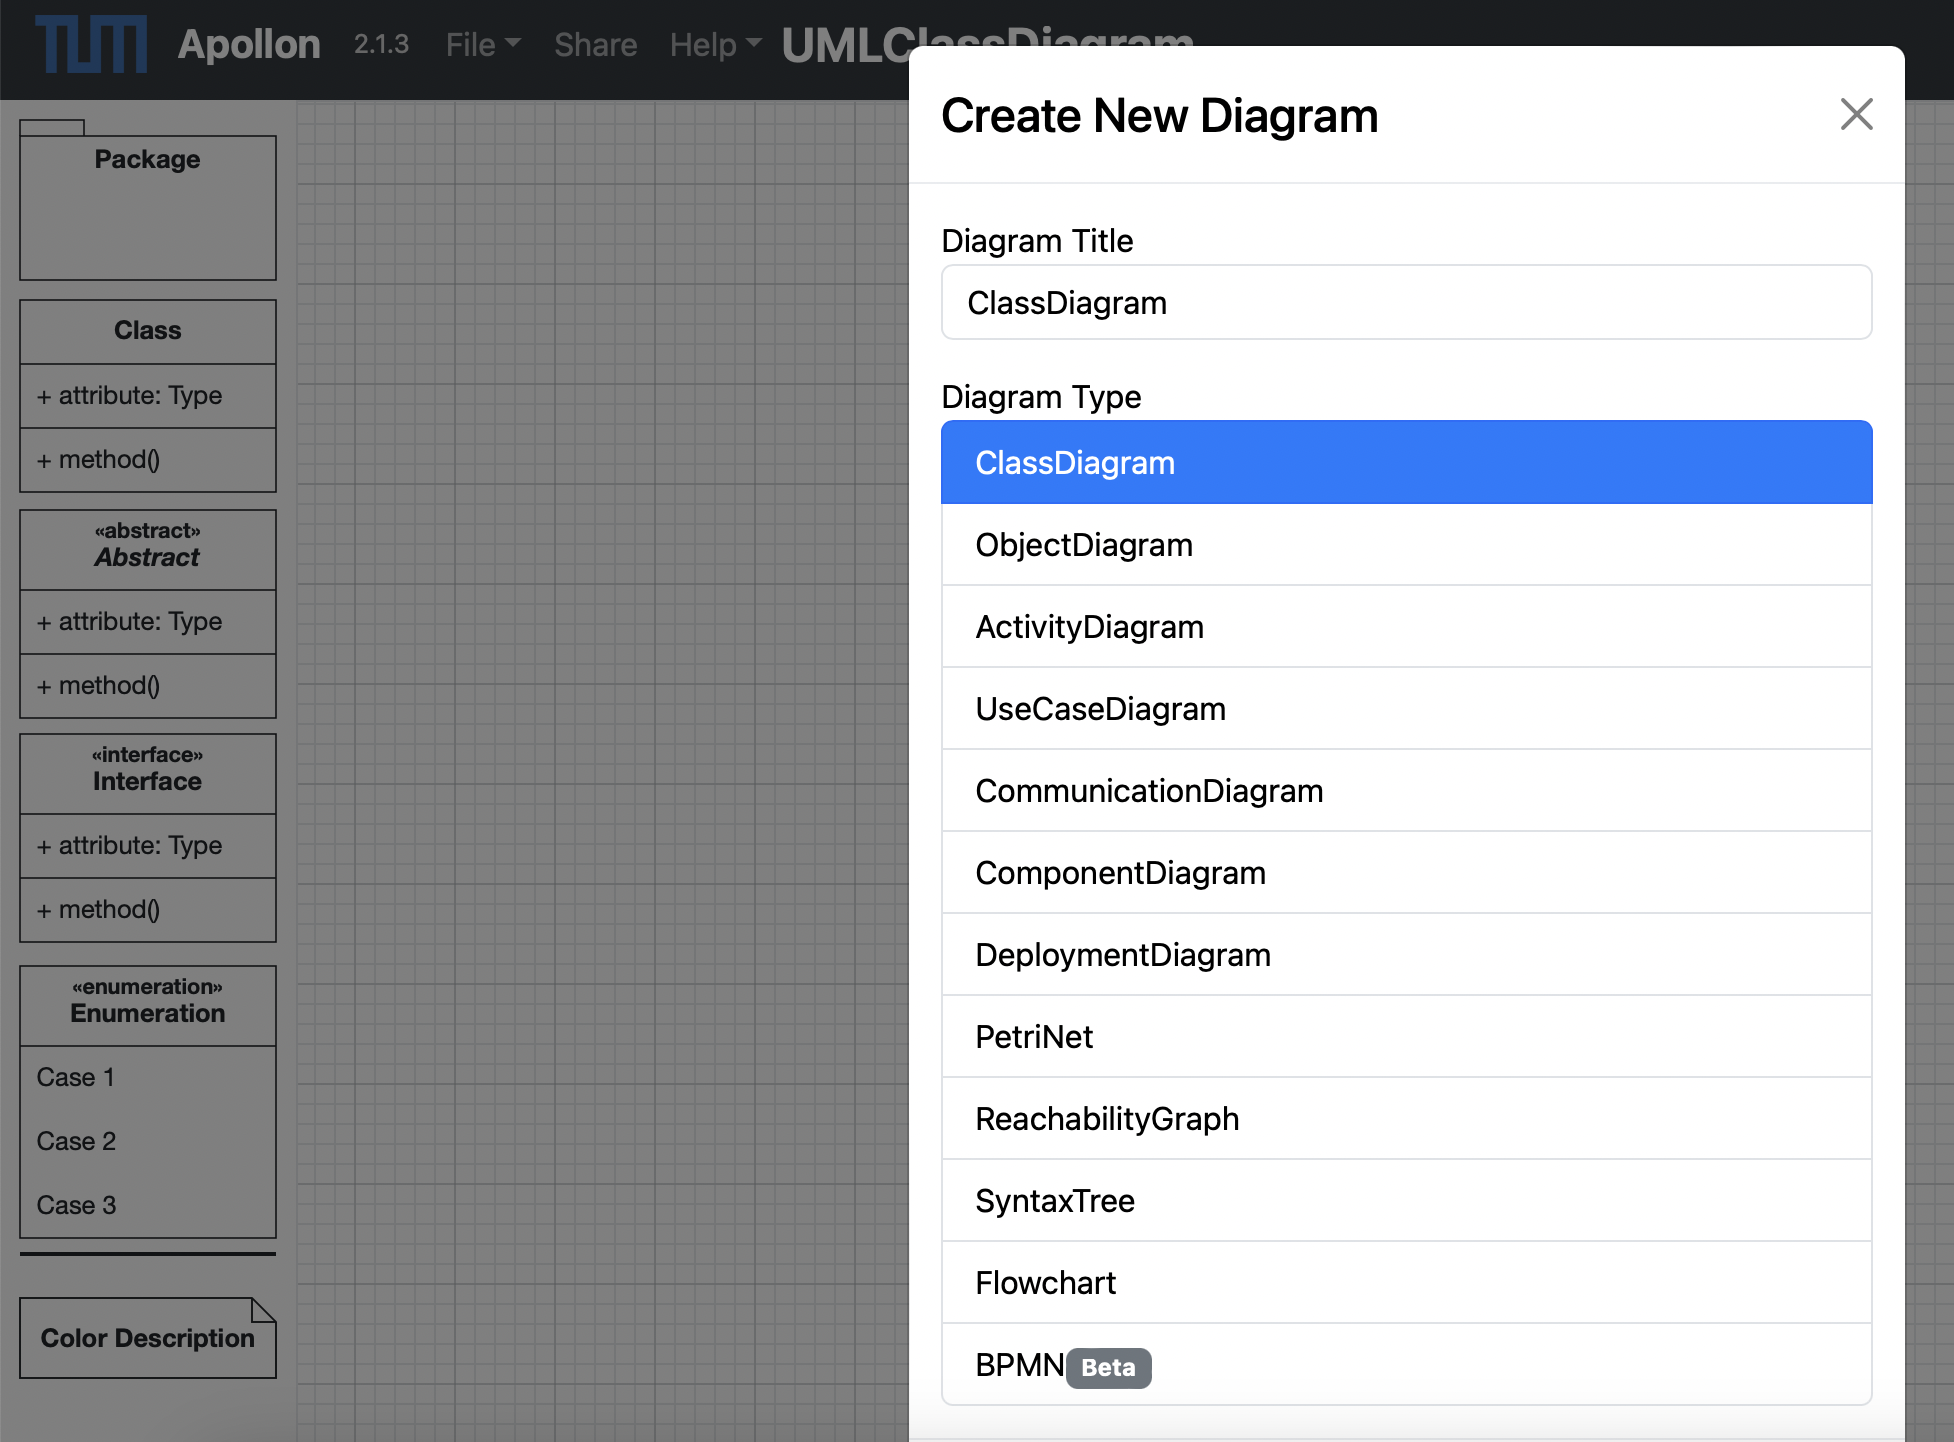 TUM Apollon 2.1.3 File Share Help UMLClassDiagram
Create New Diagram
Diagram Title
ClassDiagram
Diagram Type
ClassDiagram
ObjectDiagram
ActivityDiagram
UseCaseDiagram
CommunicationDiagram
ComponentDiagram
DeploymentDiagram
PetriNet
ReachabilityGraph
SyntaxTree
Flowchart
BPMN Beta
Package
Class
+ attribute: Type
+ method()
«abstract»
Abstract
+ attribute: Type
+ method()
«interface»
Interface
+ attribute: Type
+ method()
«enumeration»
Enumeration
Case 1
Case 2
Case 3
Color Description